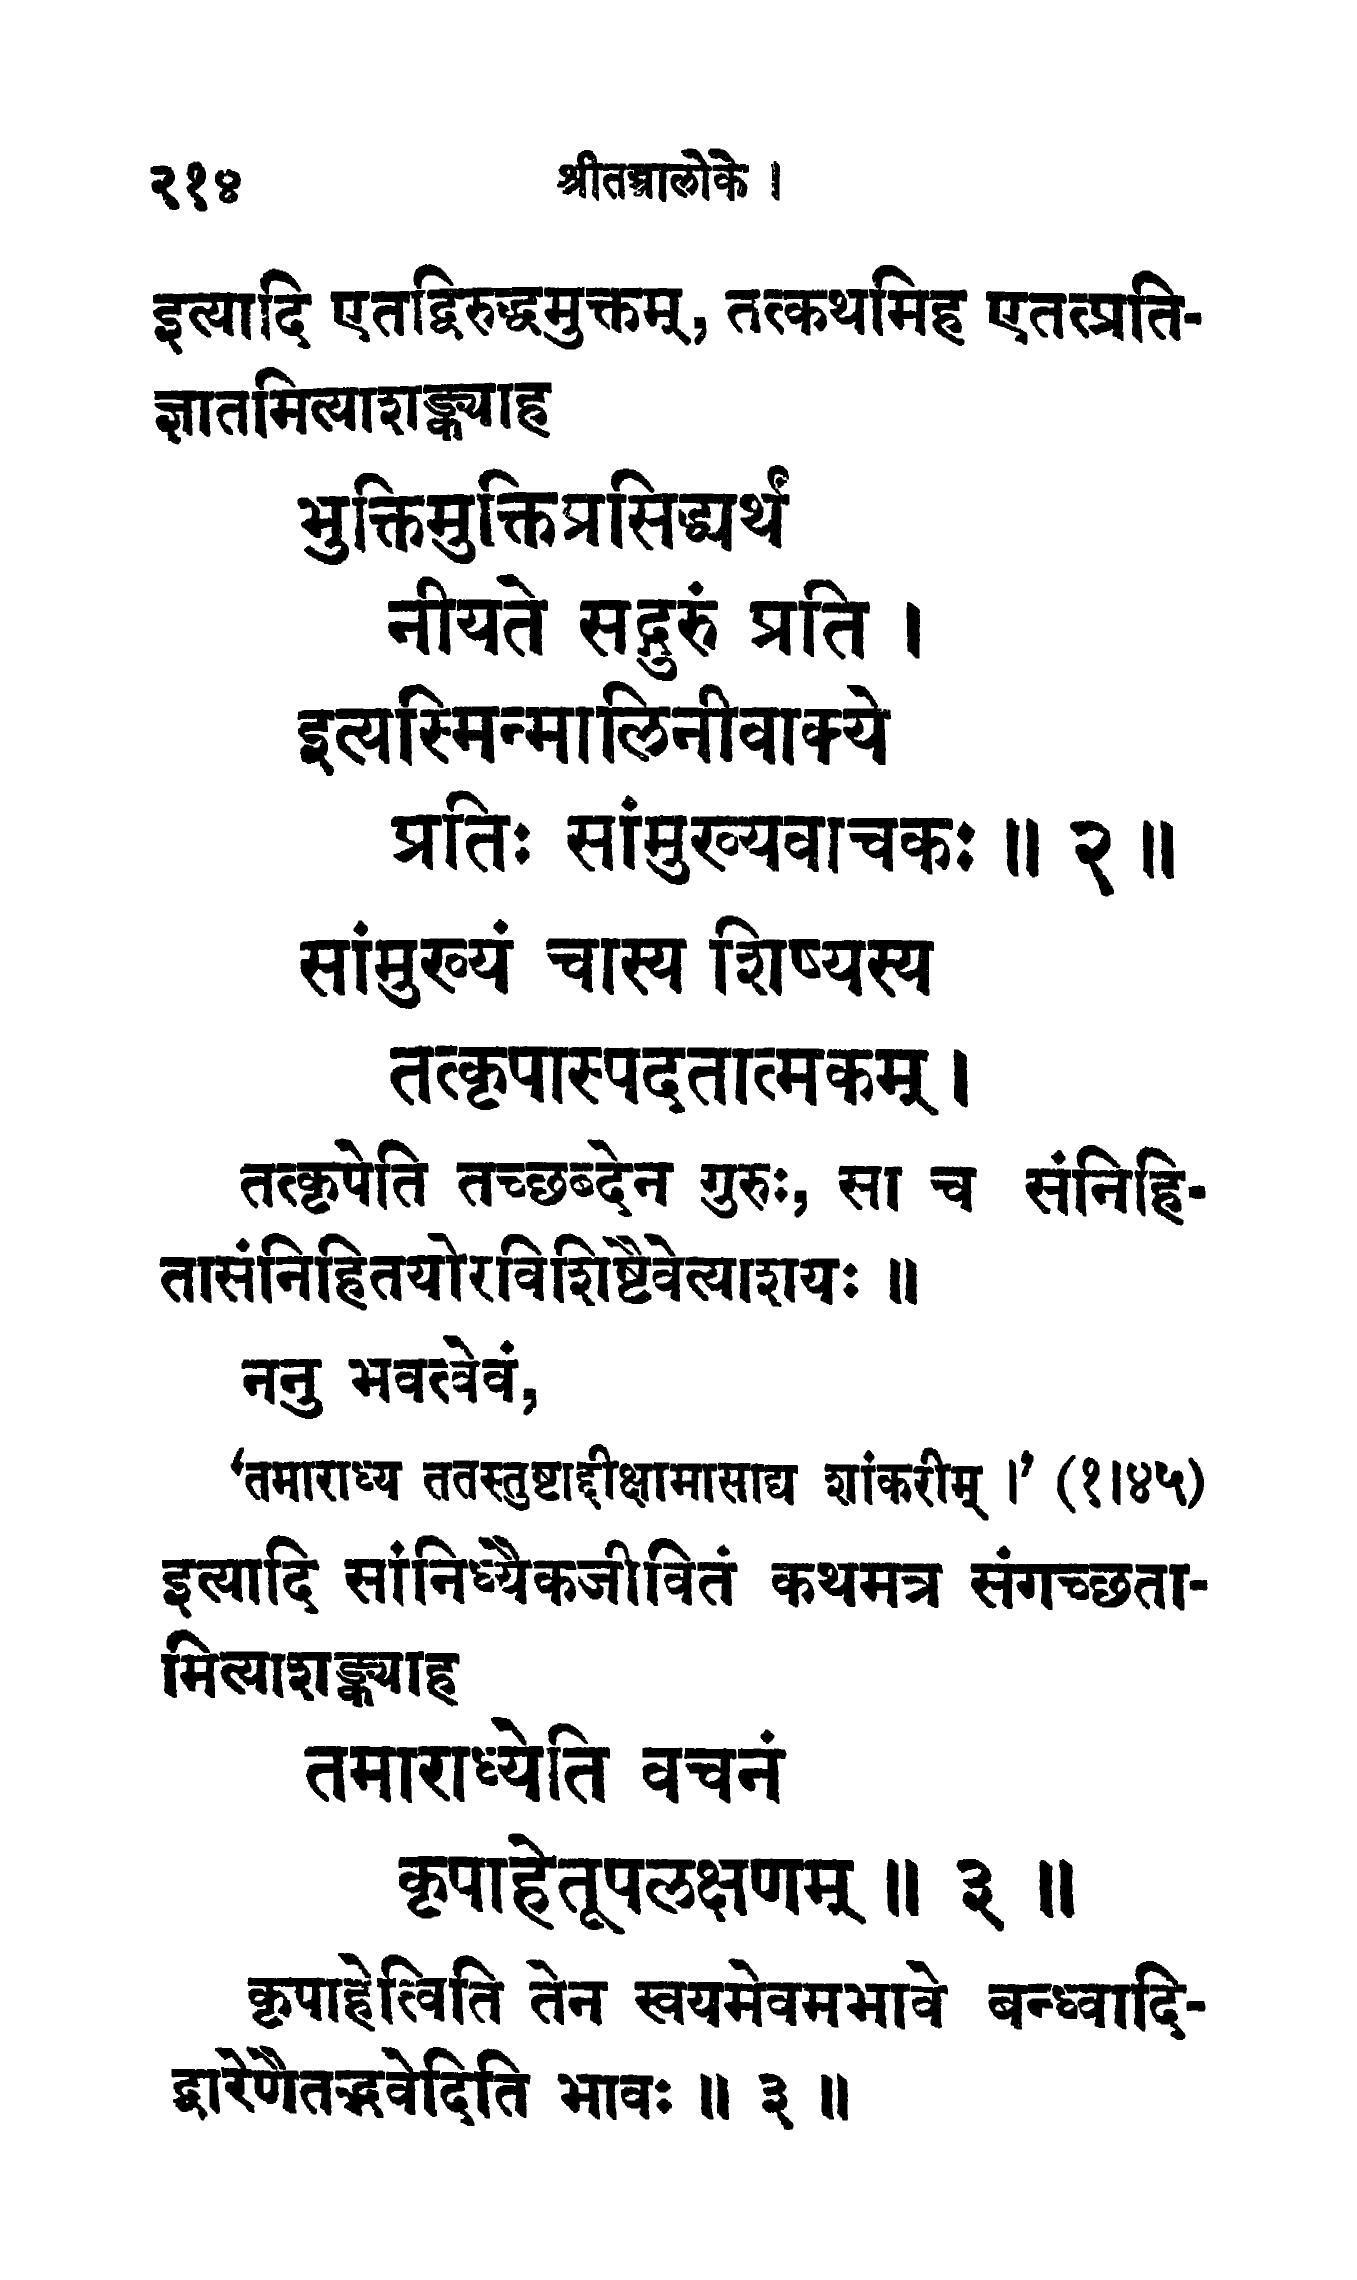 २१४ श्रीतन्त्रालोके ।
इत्यादि एतद्विरुद्धमुक्तम्, तत्कथमिह एतत्प्रति-
ज्ञातमित्याशङ्क्याह
भुक्तिमुक्तिप्रसिद्ध्यर्थं
नीयते सद्गुरुं प्रति ।
इत्यस्मिन्मालिनीवाक्ये
प्रतिः सांमुख्यवाचकः ॥ २ ॥
सांमुख्यं चास्य शिष्यस्य
तत्कृपास्पदतात्मकम् ।
तत्कृपेति तच्छब्देन गुरुः, सा च संनिहि-
तासंनिहितयोरविशिष्टैवेत्याशयः ॥
ननु भवत्वेवं,
‘तमाराध्य ततस्तुष्टाद्दीक्षामासाद्य शांकरीम् ।’ (१।४५)
इत्यादि सांनिध्यैकजीवितं कथमत्र संगच्छता-
मित्याशङ्क्याह
तमाराध्येति वचनं
कृपाहेतूपलक्षणम् ॥ ३ ॥
कृपाहेत्विति तेन स्वयमेवमभावे बन्ध्वादि-
द्वारेणैतद्भवेदिति भावः ॥ ३ ॥